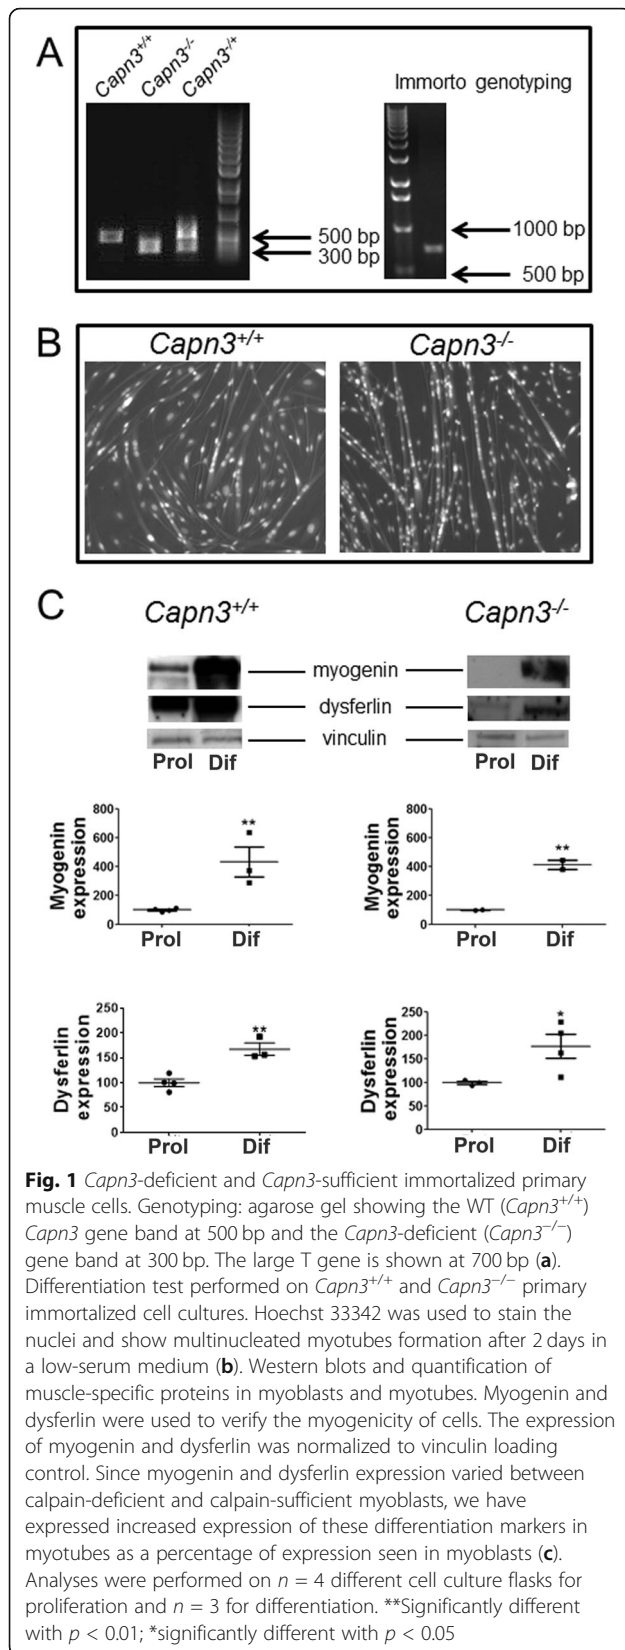 A
Capn3+/+ Capn3-/- Capn3-/+
Immorto genotyping
500 bp
300 bp
1000 bp
500 bp
B
Capn3+/+ Capn3-/-
C
Capn3+/+ Capn3-/-
myogenin
dysferlin
vinculin
Prol Dif Prol Dif
Myogenin expression
800
600
400
200
0
**
Prol Dif
Myogenin expression
800
600
400
200
0
**
Prol Dif
Dysferlin expression
250
200
150
100
50
0
**
Prol Dif
Dysferlin expression
250
200
150
100
50
0
*
Prol Dif
Fig. 1 Capn3-deficient and Capn3-sufficient immortalized primary
muscle cells. Genotyping: agarose gel showing the WT (Capn3+/+)
Capn3 gene band at 500 bp and the Capn3-deficient (Capn3−/−)
gene band at 300 bp. The large T gene is shown at 700 bp (a).
Differentiation test performed on Capn3+/+ and Capn3−/− primary
immortalized cell cultures. Hoechst 33342 was used to stain the
nuclei and show multinucleated myotubes formation after 2 days in
a low-serum medium (b). Western blots and quantification of
muscle-specific proteins in myoblasts and myotubes. Myogenin and
dysferlin were used to verify the myogenicity of cells. The expression
of myogenin and dysferlin was normalized to vinculin loading
control. Since myogenin and dysferlin expression varied between
calpain-deficient and calpain-sufficient myoblasts, we have
expressed increased expression of these differentiation markers in
myotubes as a percentage of expression seen in myoblasts (c).
Analyses were performed on n = 4 different cell culture flasks for
proliferation and n = 3 for differentiation. **Significantly different
with p < 0.01; *significantly different with p < 0.05